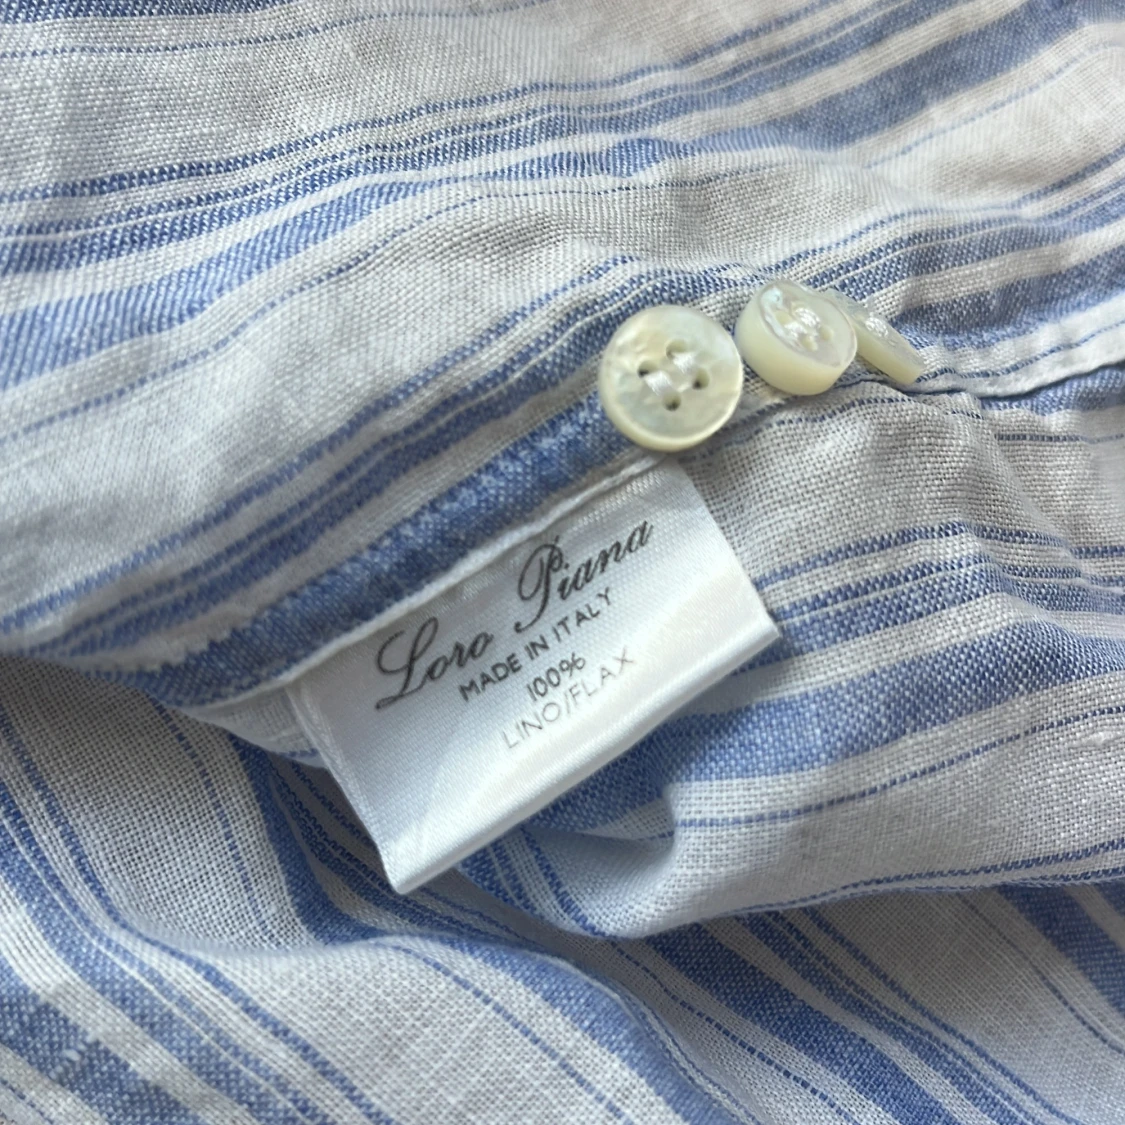 Loro Piana
MADE IN ITALY
100%
LINO/FLAX